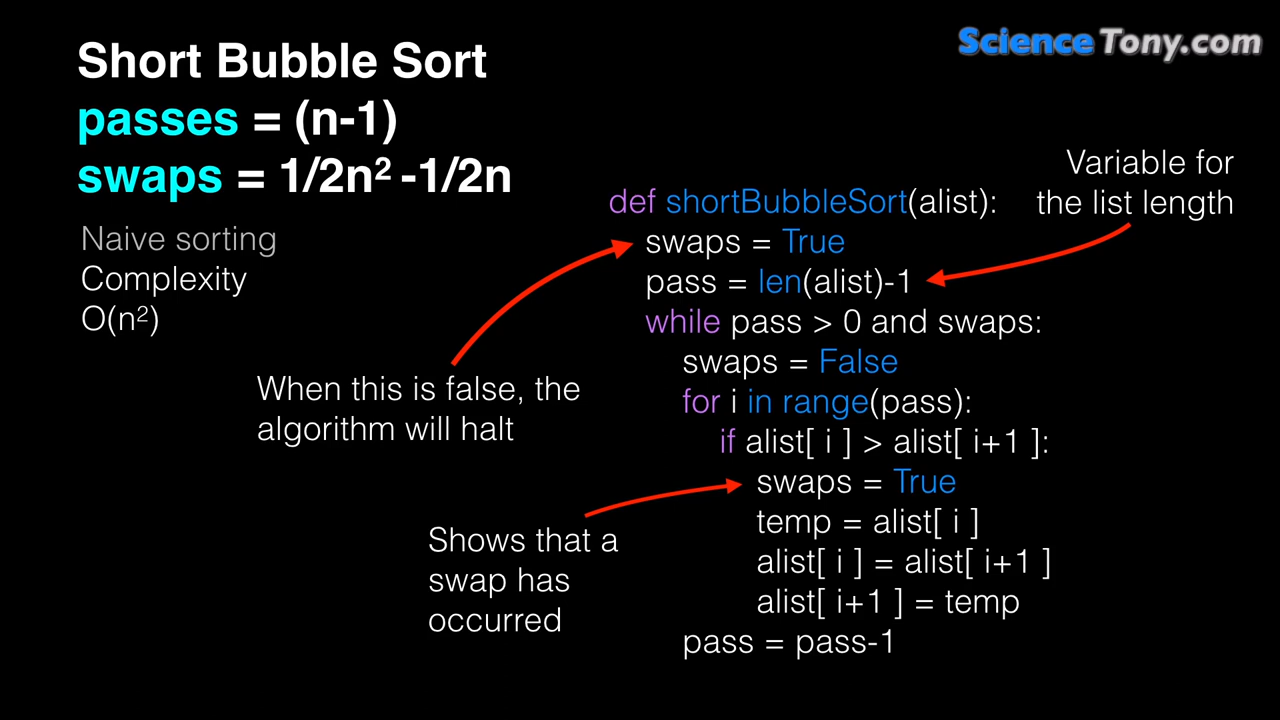 Short Bubble Sort
passes = (n-1)
swaps = 1/2n² -1/2n
Naive sorting
Complexity
O(n²)
ScienceTony.com
Variable for
the list length
def shortBubbleSort(alist):
swaps = True
pass = len(alist)-1
while pass > 0 and swaps:
swaps = False
for i in range(pass):
if alist[ i ] > alist[ i+1 ]:
swaps = True
temp = alist[ i ]
alist[ i ] = alist[ i+1 ]
alist[ i+1 ] = temp
pass = pass-1
When this is false, the
algorithm will halt
Shows that a
swap has
occurred